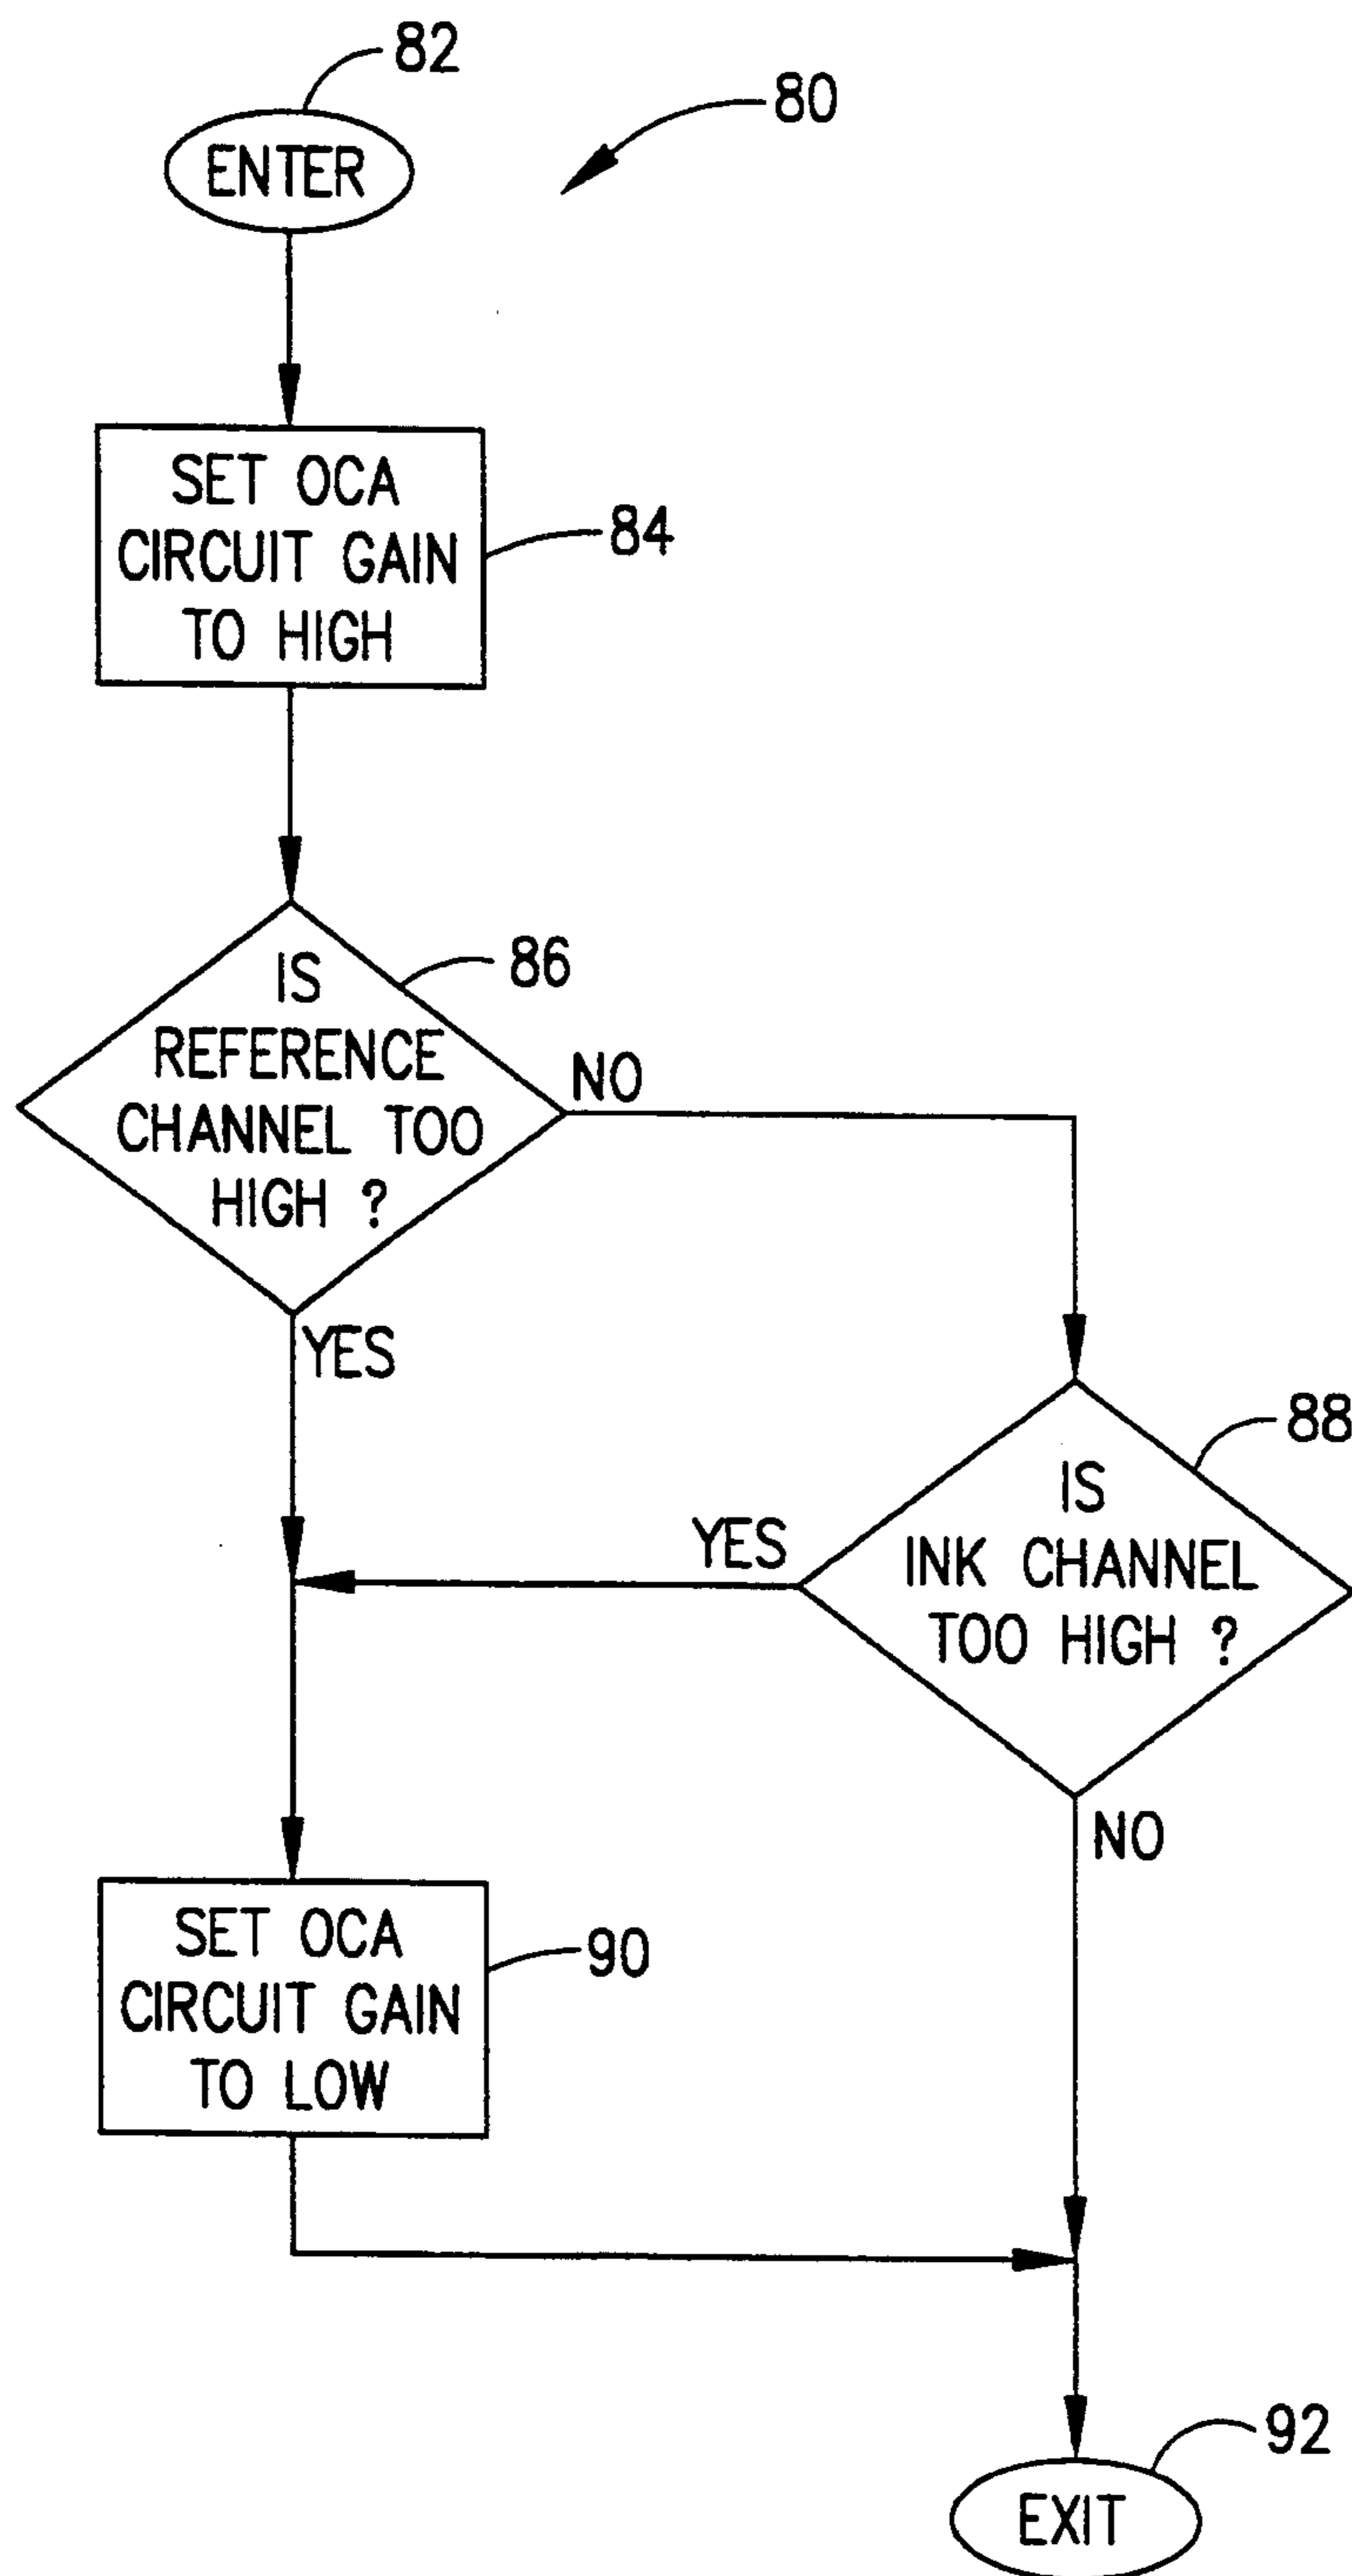 82
80
ENTER
SET OCA
CIRCUIT GAIN
TO HIGH
84
IS
REFERENCE
CHANNEL TOO
HIGH ?
86
NO
YES
88
IS
INK CHANNEL
TOO HIGH ?
YES
NO
SET OCA
CIRCUIT GAIN
TO LOW
90
92
EXIT